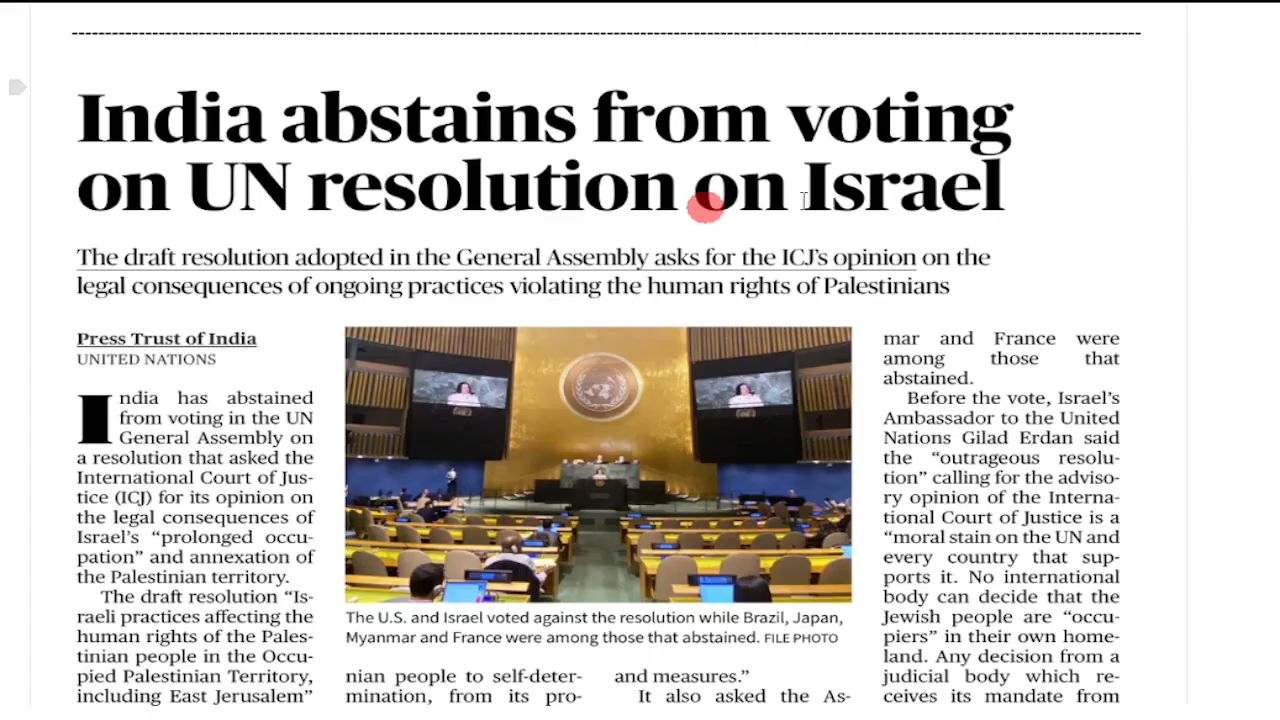 India abstains from voting
on UN resolution on Israel
The draft resolution adopted in the General Assembly asks for the ICJ's opinion on the
legal consequences of ongoing practices violating the human rights of Palestinians
Press Trust of India
UNITED NATIONS
India has abstained
from voting in the UN
General Assembly on
a resolution that asked the
International Court of Jus-
tice (ICJ) for its opinion on
the legal consequences of
Israel's “prolonged occu-
pation” and annexation of
the Palestinian territory.
The draft resolution “Is-
raeli practices affecting the
human rights of the Pales-
tinian people in the Occu-
pied Palestinian Territory,
including East Jerusalem”
The U.S. and Israel voted against the resolution while Brazil, Japan,
Myanmar and France were among those that abstained. FILE PHOTO
nian people to self-deter-
mination, from its pro-
and measures.”
It also asked the As-
mar and France were
among those that
abstained.
Before the vote, Israel's
Ambassador to the United
Nations Gilad Erdan said
the “outrageous resolu-
tion” calling for the adviso-
ry opinion of the Interna-
tional Court of Justice is a
“moral stain on the UN and
every country that sup-
ports it. No international
body can decide that the
Jewish people are “occu-
piers” in their own home-
land. Any decision from a
judicial body which re-
ceives its mandate from